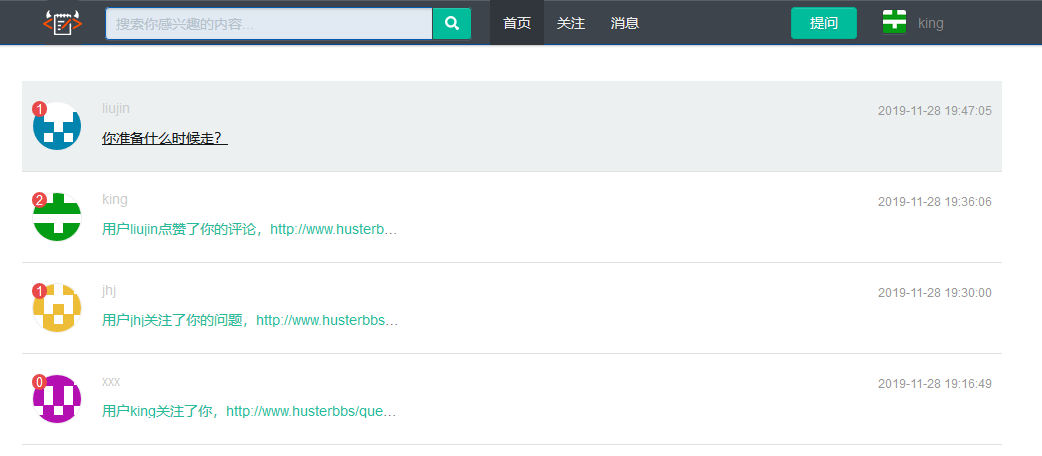 搜索你感兴趣的内容... 首页 关注 消息 提问 king
1 liujin 2019-11-28 19:47:05
你准备什么时候走？
2 king 2019-11-28 19:36:06
用户liujin点赞了你的评论，http://www.husterb...
1 jhj 2019-11-28 19:30:00
用户jhj关注了你的问题，http://www.husterbbs...
0 xxx 2019-11-28 19:16:49
用户king关注了你，http://www.husterbbs/que...